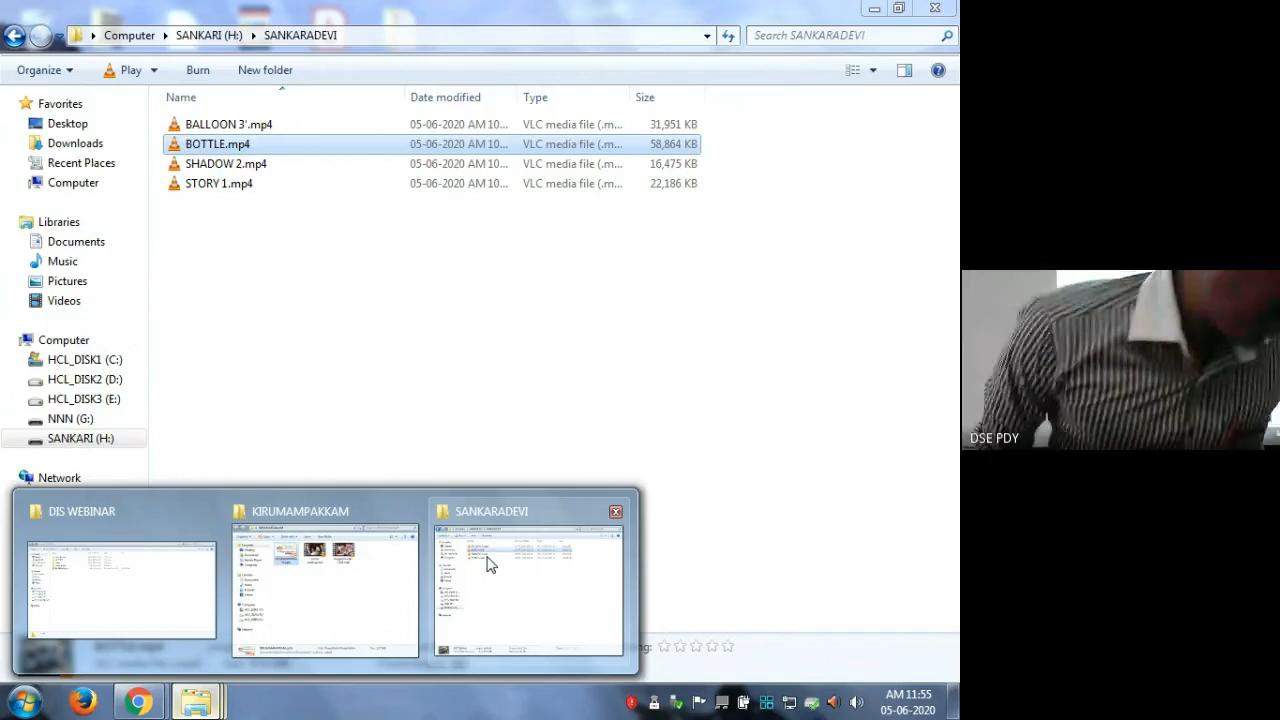 Computer SANKARI (H:) SANKARADEVI Search SANKARADEVI
Organize Play Burn New folder
Name Date modified Type Size
BALLOON 3'.mp4 05-06-2020 AM 10... VLC media file (.m... 31,951 KB
BOTTLE.mp4 05-06-2020 AM 10... VLC media file (.m... 58,864 KB
SHADOW 2.mp4 05-06-2020 AM 10... VLC media file (.m... 16,475 KB
STORY 1.mp4 05-06-2020 AM 10... VLC media file (.m... 22,186 KB
Favorites
Desktop
Downloads
Recent Places
Computer
Libraries
Documents
Music
Pictures
Videos
Computer
HCL_DISK1 (C:)
HCL_DISK2 (D:)
HCL_DISK3 (E:)
NNN (G:)
SANKARI (H:)
Network
DIS WEBINAR KIRUMAMPAKKAM SANKARADEVI
DSE PDY
AM 11:55
05-06-2020